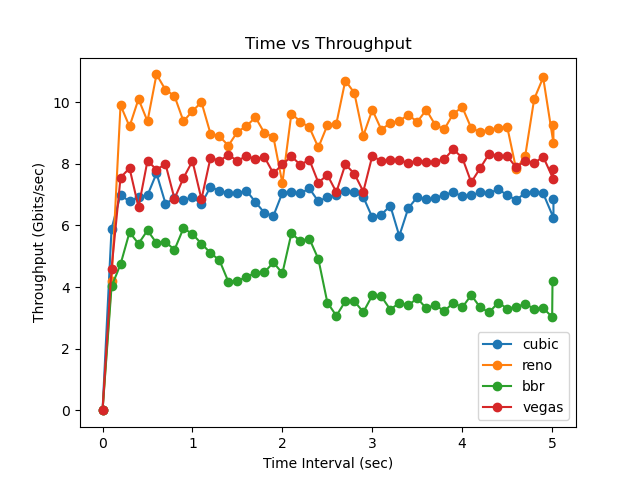 Time vs Throughput
Throughput (Gbits/sec)
10
8
6
4
2
0
0 1 2 3 4 5
Time Interval (sec)
cubic
reno
bbr
vegas